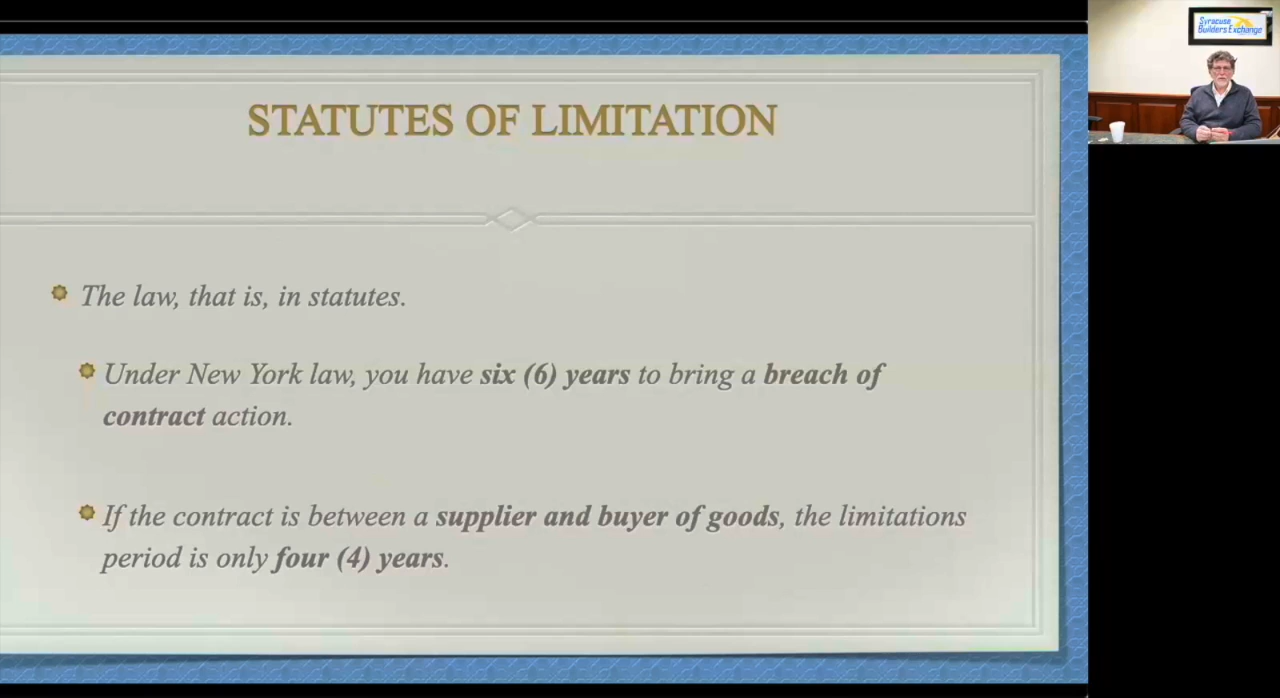 STATUTES OF LIMITATION
The law, that is, in statutes.
Under New York law, you have six (6) years to bring a breach of
contract action.
If the contract is between a supplier and buyer of goods, the limitations
period is only four (4) years.
Syracuse
Builders Exchange